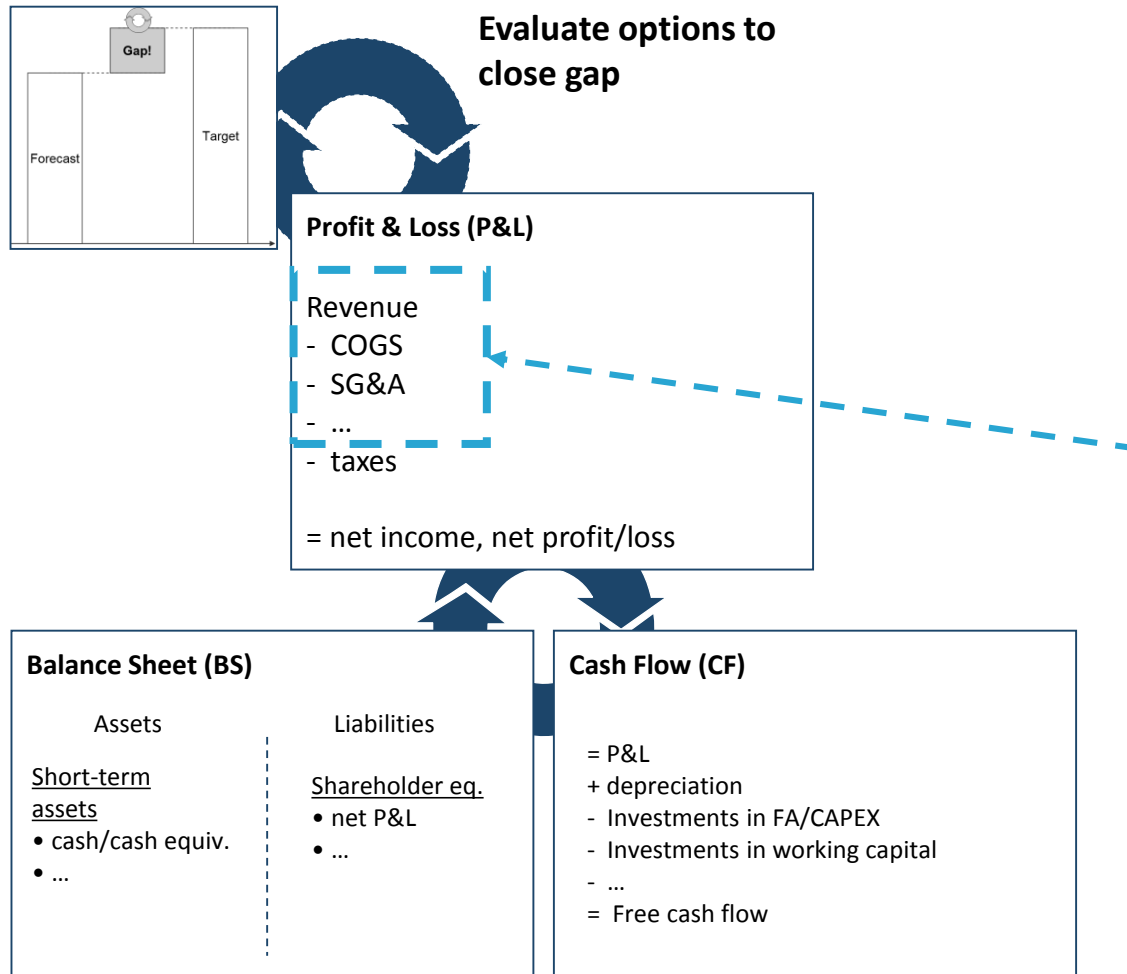 Gap!
Forecast
Target
Evaluate options to
close gap
Profit & Loss (P&L)
Revenue
- COGS
- SG&A
- ...
- taxes
= net income, net profit/loss
Balance Sheet (BS)
Assets
Liabilities
Short-term
assets
• cash/cash equiv.
• ...
Shareholder eq.
• net P&L
• ...
Cash Flow (CF)
= P&L
+ depreciation
- Investments in FA/CAPEX
- Investments in working capital
- ...
= Free cash flow